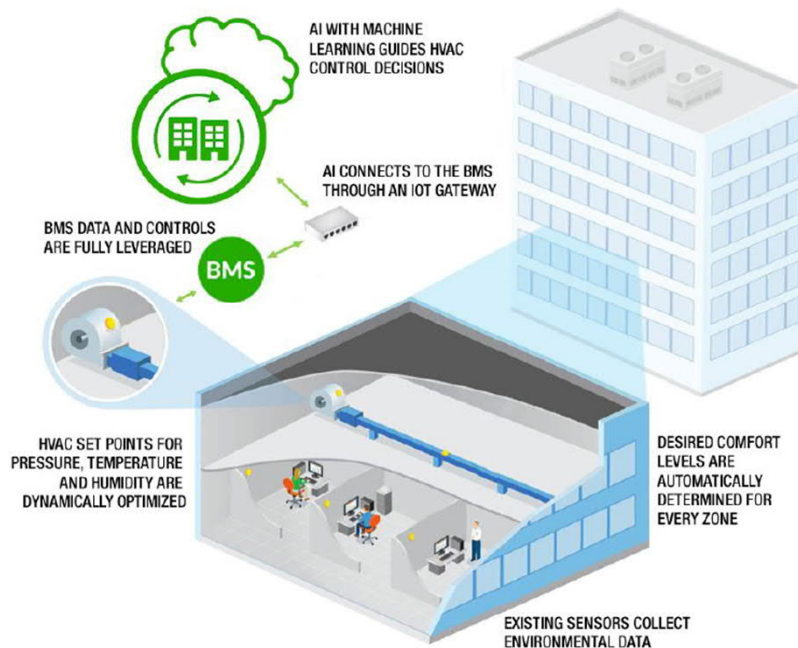 AI WITH MACHINE
LEARNING GUIDES HVAC
CONTROL DECISIONS
AI CONNECTS TO THE BMS
THROUGH AN IOT GATEWAY
BMS DATA AND CONTROLS
ARE FULLY LEVERAGED
BMS
HVAC SET POINTS FOR
PRESSURE, TEMPERATURE
AND HUMIDITY ARE
DYNAMICALLY OPTIMIZED
DESIRED COMFORT
LEVELS ARE
AUTOMATICALLY
DETERMINED FOR
EVERY ZONE
EXISTING SENSORS COLLECT
ENVIRONMENTAL DATA